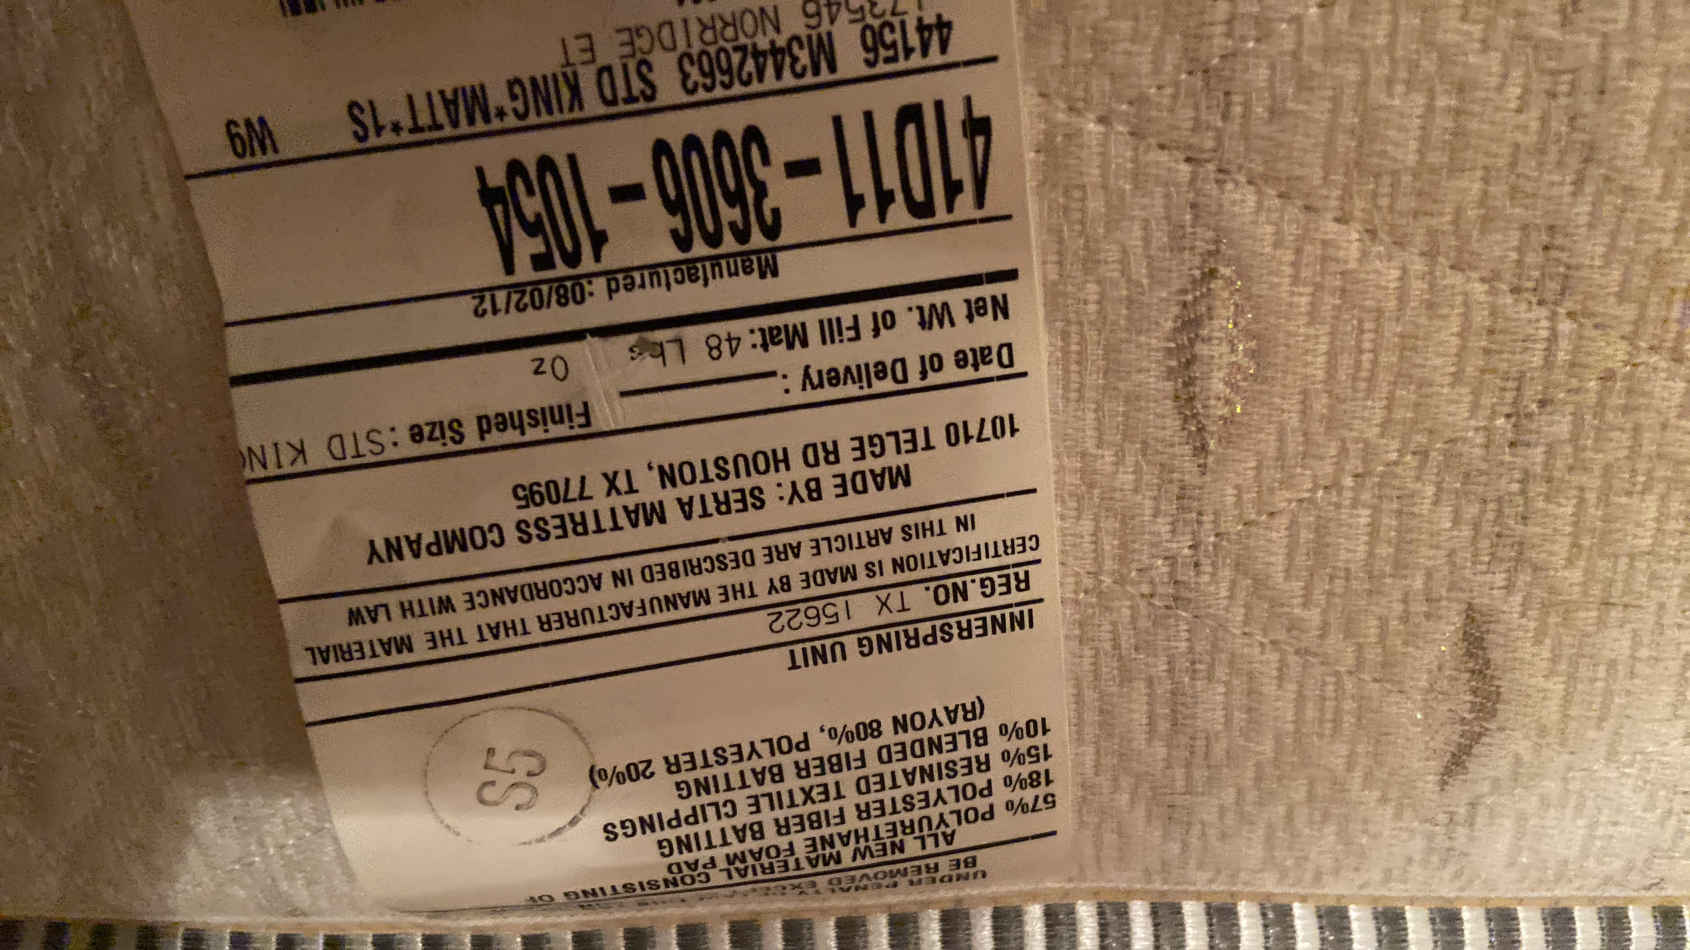 ALL NEW MATERIAL CONSISTING OF
57% POLYURETHANE FOAM PAD
18% POLYESTER FIBER BATTING
15% RESINATED TEXTILE CLIPPINGS
10% BLENDED FIBER BATTING
(RAYON 80%, POLYESTER 20%)
S5
INNERSPRING UNIT
REG.NO. TX 15622
CERTIFICATION IS MADE BY THE MANUFACTURER THAT THE MATERIAL
IN THIS ARTICLE ARE DESCRIBED IN ACCORDANCE WITH LAW
MADE BY: SERTA MATTRESS COMPANY
10710 TELGE RD HOUSTON, TX 77095
Date of Delivery : Finished Size : STD KING
Net Wt. of Fill Mat: 48 Lbs Oz
Manufactured :08/02/12
41D11-3606-1054
44156 M3442663 STD KING*MATT*1S W9
173546 NORRIDGE ET